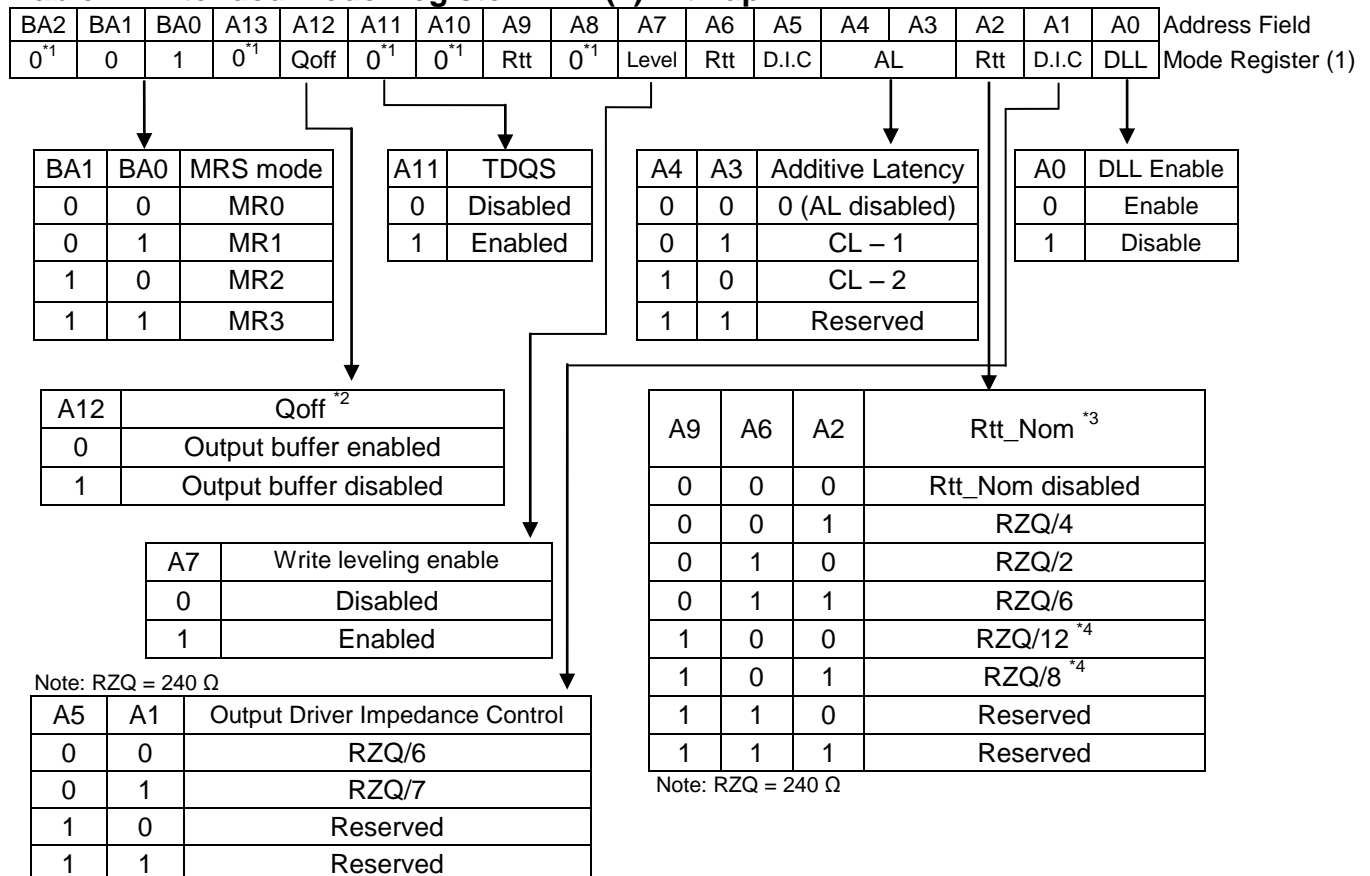 BA2 BA1 BA0 A13 A12 A11 A10 A9 A8 A7 A6 A5 A4 A3 A2 A1 A0 Address Field
0*1 0 1 0*1 Qoff 0*1 0*1 Rtt 0*1 Level Rtt D.I.C AL Rtt D.I.C DLL Mode Register (1)
BA1 BA0 MRS mode
0 0 MR0
0 1 MR1
1 0 MR2
1 1 MR3
A11 TDQS
0 Disabled
1 Enabled
A4 A3 Additive Latency
0 0 0 (AL disabled)
0 1 CL – 1
1 0 CL – 2
1 1 Reserved
A0 DLL Enable
0 Enable
1 Disable
A12 Qoff *2
0 Output buffer enabled
1 Output buffer disabled
A9 A6 A2 Rtt_Nom *3
0 0 0 Rtt_Nom disabled
0 0 1 RZQ/4
0 1 0 RZQ/2
0 1 1 RZQ/6
1 0 0 RZQ/12 *4
1 0 1 RZQ/8 *4
1 1 0 Reserved
1 1 1 Reserved
Note: RZQ = 240 Ω
A7 Write leveling enable
0 Disabled
1 Enabled
Note: RZQ = 240 Ω
A5 A1 Output Driver Impedance Control
0 0 RZQ/6
0 1 RZQ/7
1 0 Reserved
1 1 Reserved